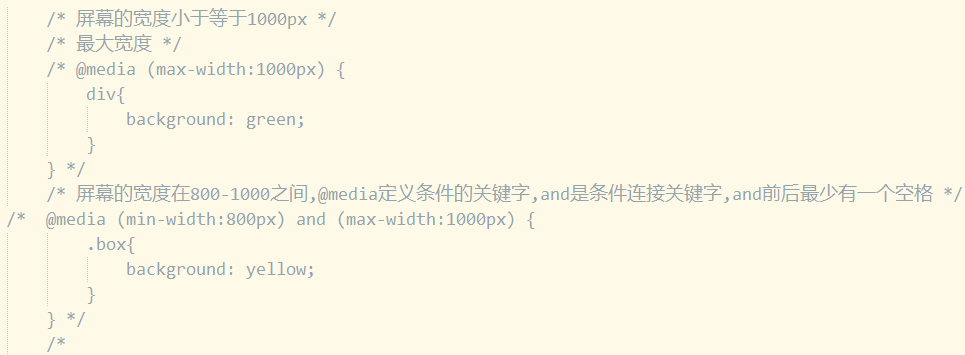 /* 屏幕的宽度小于等于1000px */
/* 最大宽度 */
/* @media (max-width:1000px) {
div{
background: green;
}
} */
/* 屏幕的宽度在800-1000之间,@media定义条件的关键字,and是条件连接关键字,and前后最少有一个空格 */
/*  @media (min-width:800px) and (max-width:1000px) {
.box{
background: yellow;
}
} */
/*